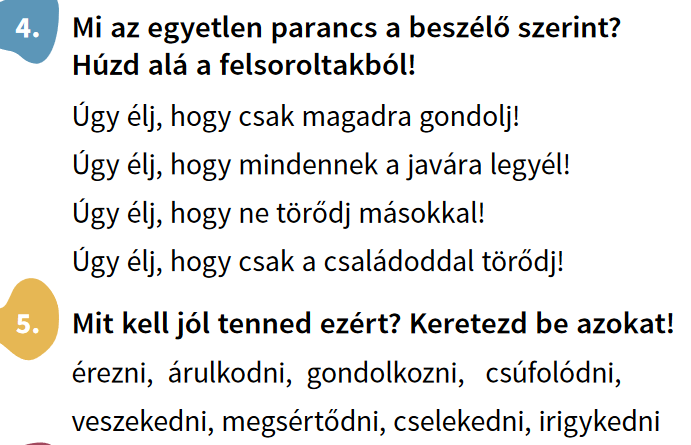 4. Mi az egyetlen parancs a beszélő szerint?
Húzd alá a felsoroltakból!
Úgy élj, hogy csak magadra gondolj!
Úgy élj, hogy mindennek a javára legyél!
Úgy élj, hogy ne törődj másokkal!
Úgy élj, hogy csak a családoddal törődj!
5. Mit kell jól tenned ezért? Keretezd be azokat!
érezni, árulkodni, gondolkozni, csúfolódni,
veszekedni, megsértődni, cselekedni, irigykedni